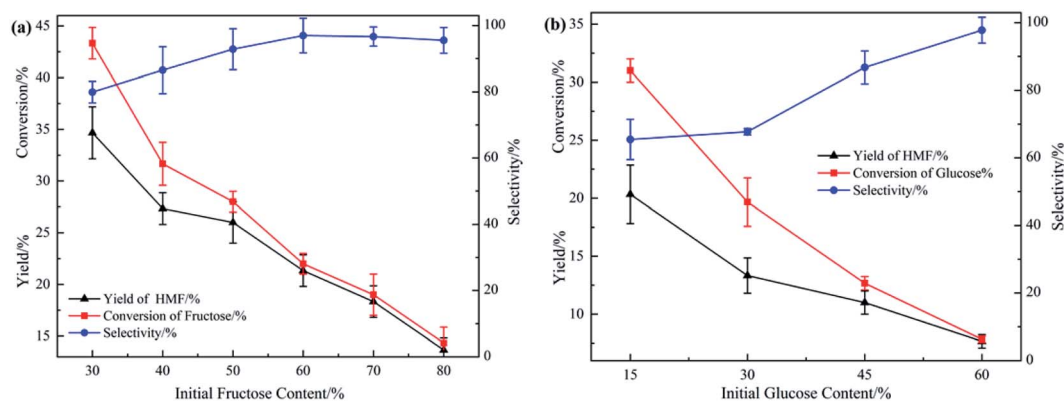 (a)
45
40
35
30
25
20
15
Conversion/%
Yield/%
100
80
60
40
20
0
Selectivity/%
Yield of HMF/%
Conversion of Fructose/%
Selectivity/%
30 40 50 60 70 80
Initial Fructose Content/%
(b)
35
30
25
20
15
10
Conversion/%
Yield/%
100
80
60
40
20
0
Selectivity/%
Yield of HMF/%
Conversion of Glucose%
Selectivity/%
15 30 45 60
Initial Glucose Content/%